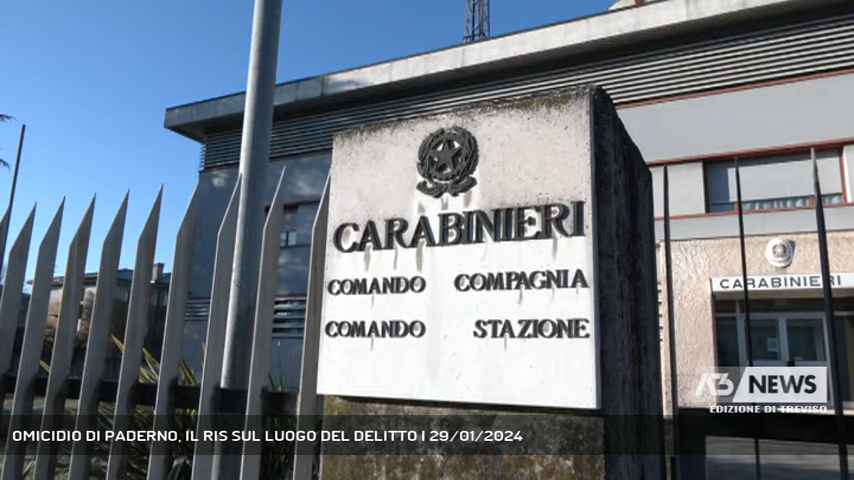 CARABINIERI
COMANDO COMPAGNIA
COMANDO STAZIONE
CARABINIERI
A3 NEWS
EDIZIONE DI TREVISO
OMICIDIO DI PADERNO, IL RIS SUL LUOGO DEL DELITTO | 29/01/2024